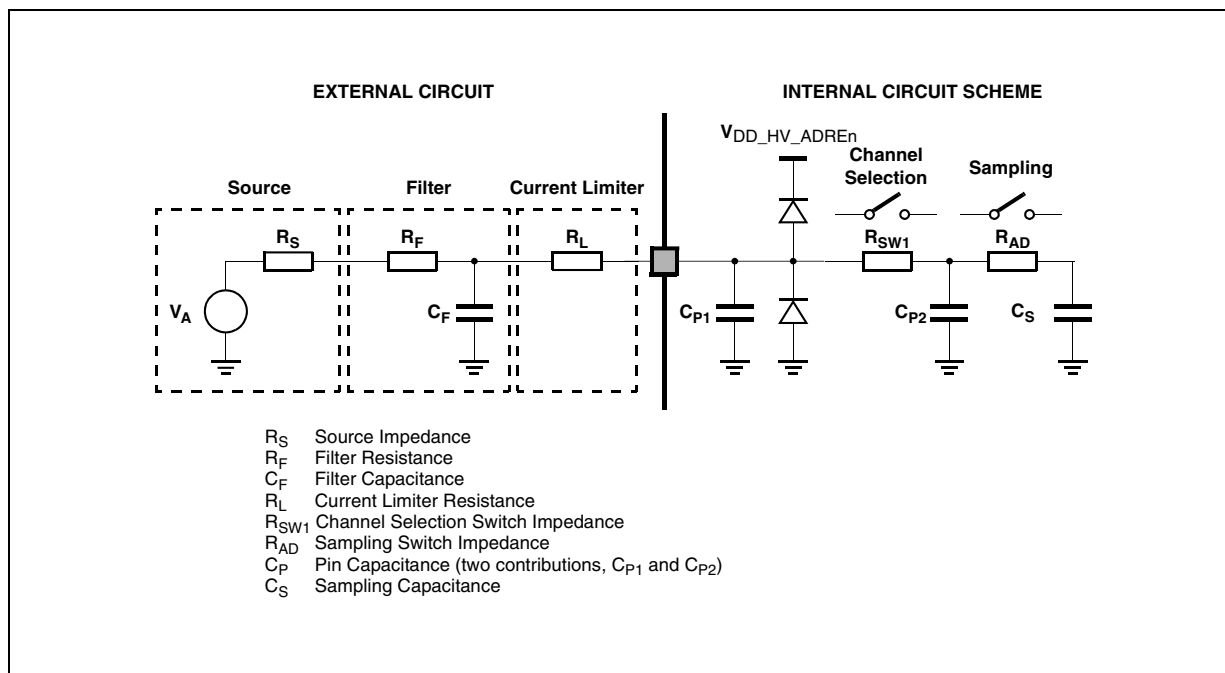 EXTERNAL CIRCUIT
INTERNAL CIRCUIT SCHEME
VDD_HV_ADREn
Channel
Selection
Sampling
Source
Filter
Current Limiter
RS
RF
RL
RSW1
RAD
VA
CF
CP1
CP2
CS
RS Source Impedance
RF Filter Resistance
CF Filter Capacitance
RL Current Limiter Resistance
RSW1 Channel Selection Switch Impedance
RAD Sampling Switch Impedance
CP Pin Capacitance (two contributions, CP1 and CP2)
CS Sampling Capacitance